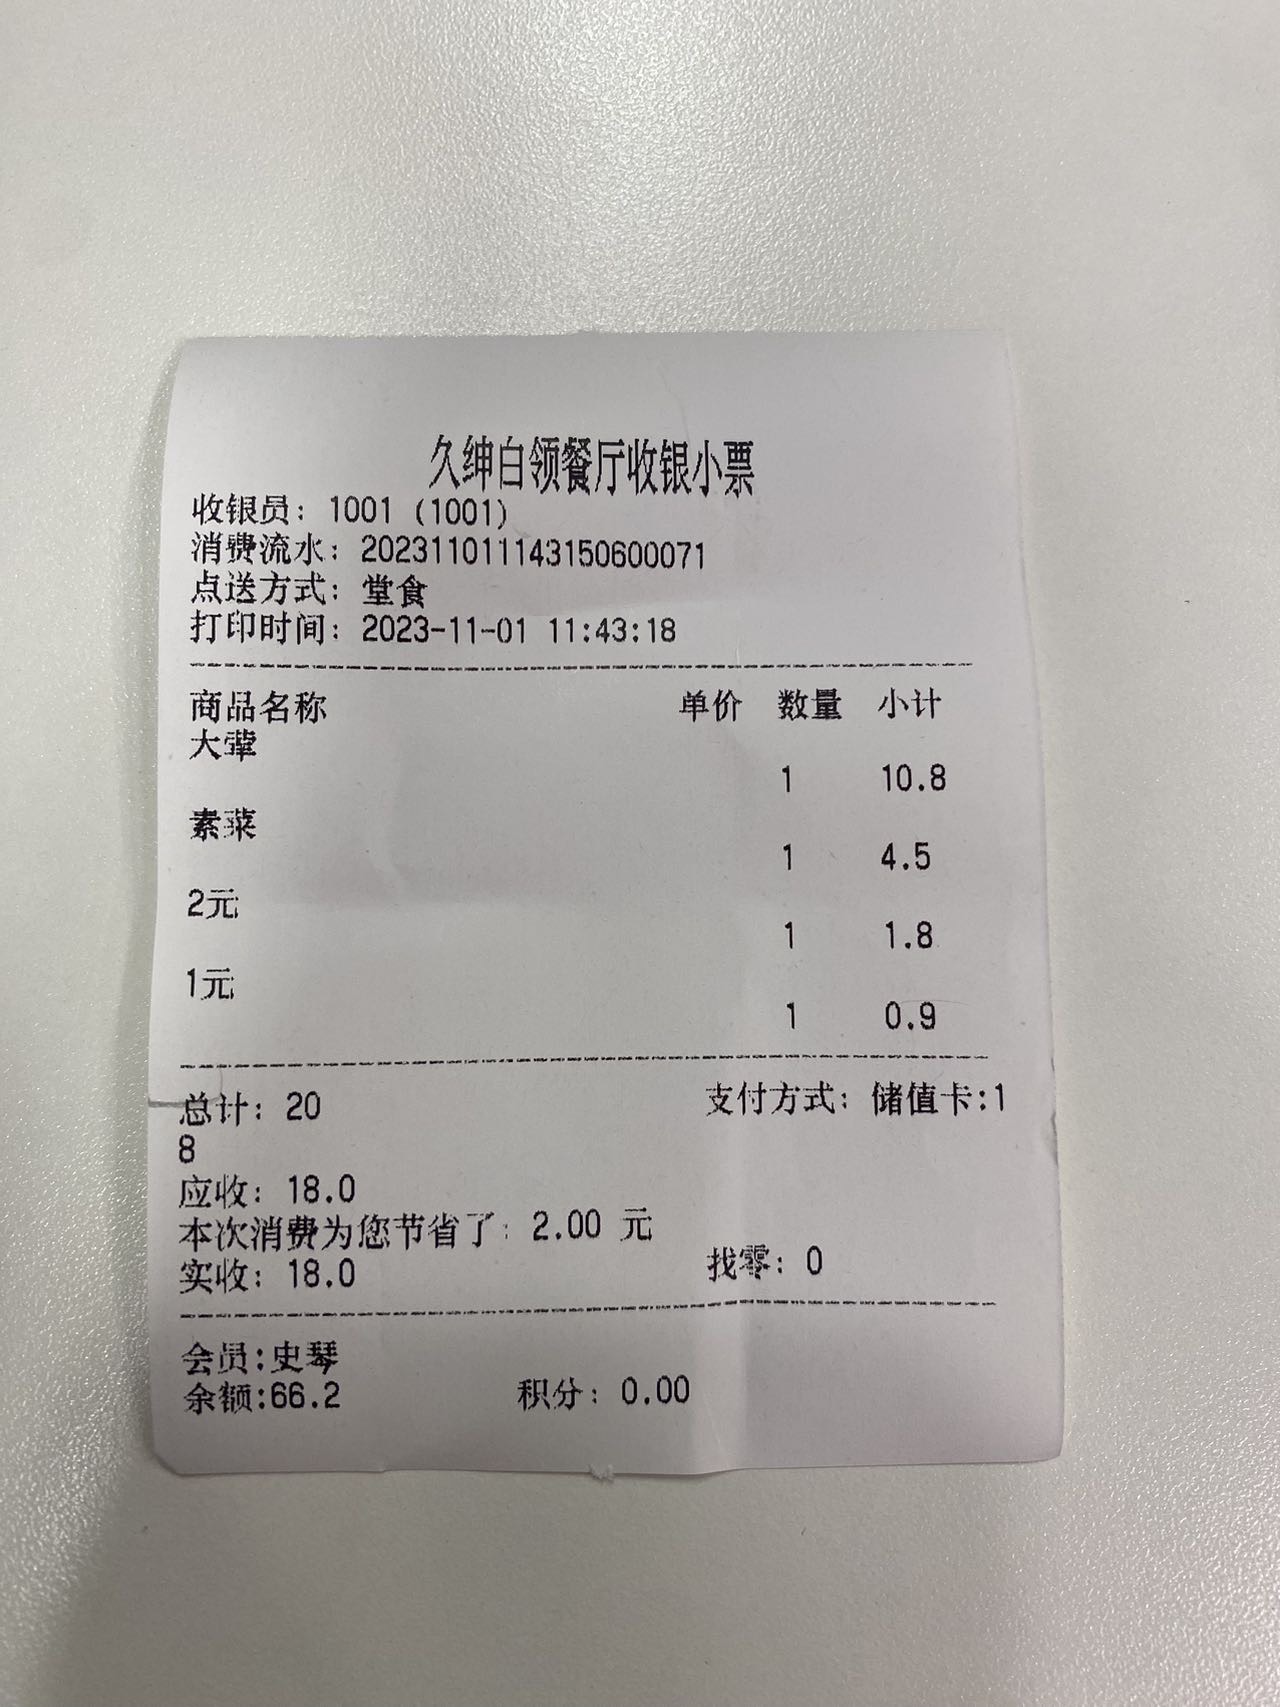 久绅白领餐厅收银小票
收银员: 1001 (1001)
消费流水: 202311011143150600071
点送方式: 堂食
打印时间: 2023-11-01 11:43:18
商品名称 单价 数量 小计
大荤
1 10.8
素菜
1 4.5
2元
1 1.8
1元
1 0.9
总计: 20 支付方式: 储值卡:1
8
应收: 18.0
本次消费为您节省了: 2.00 元
实收: 18.0 找零: 0
会员:史琴
余额:66.2 积分: 0.00